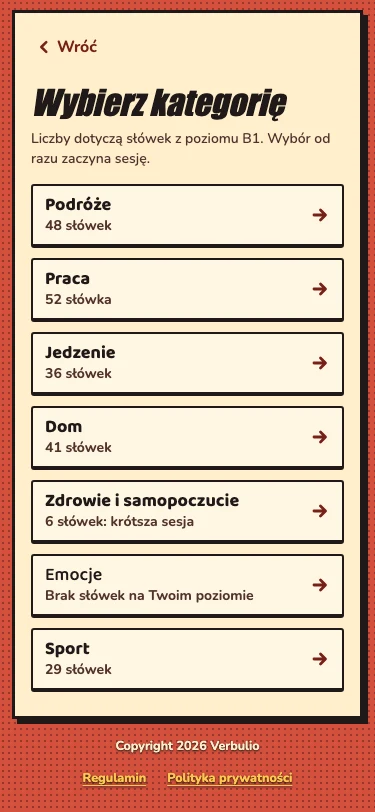 Wróć
Wybierz kategorię
Liczby dotyczą słówek z poziomu B1. Wybór od
razu zaczyna sesję.
Podróże
48 słówek
Praca
52 słówka
Jedzenie
36 słówek
Dom
41 słówek
Zdrowie i samopoczucie
6 słówek: krótsza sesja
Emocje
Brak słówek na Twoim poziomie
Sport
29 słówek
Copyright 2026 Verbulio
Regulamin Polityka prywatności